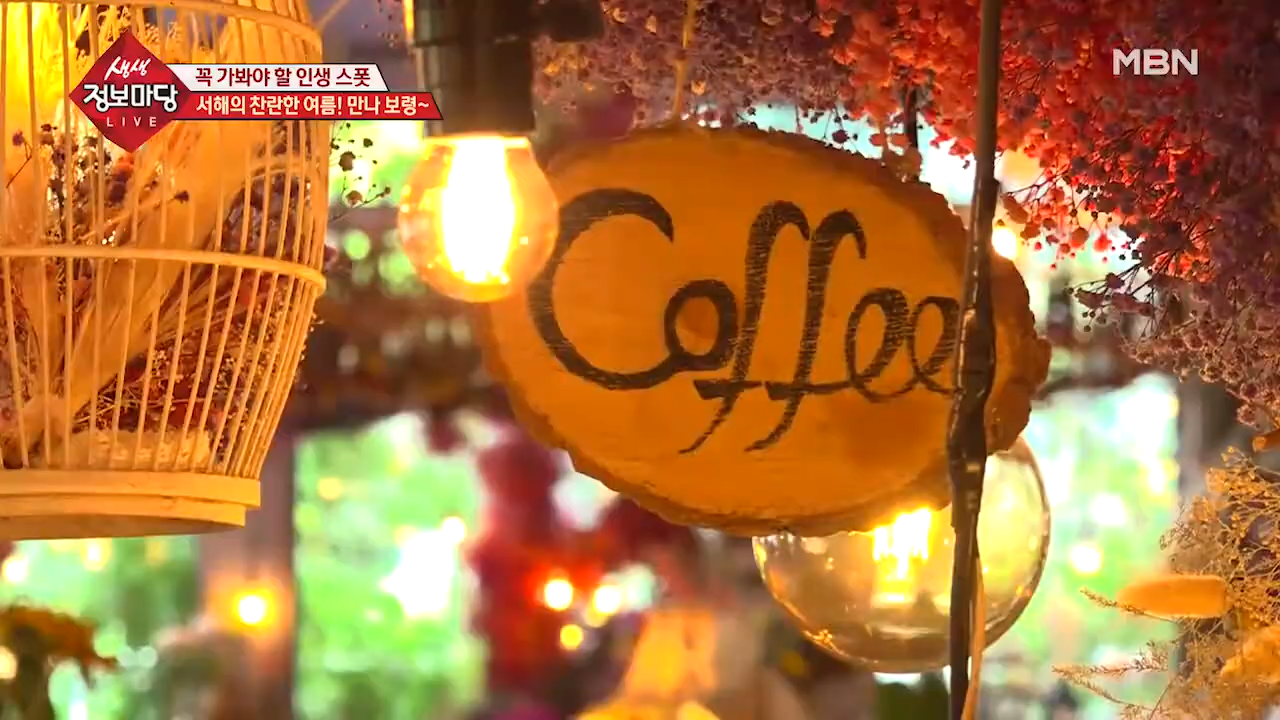 생생
정보마당
LIVE
꼭 가봐야 할 인생 스폿
서해의 찬란한 여름! 만나 보령~
MBN
Coffee